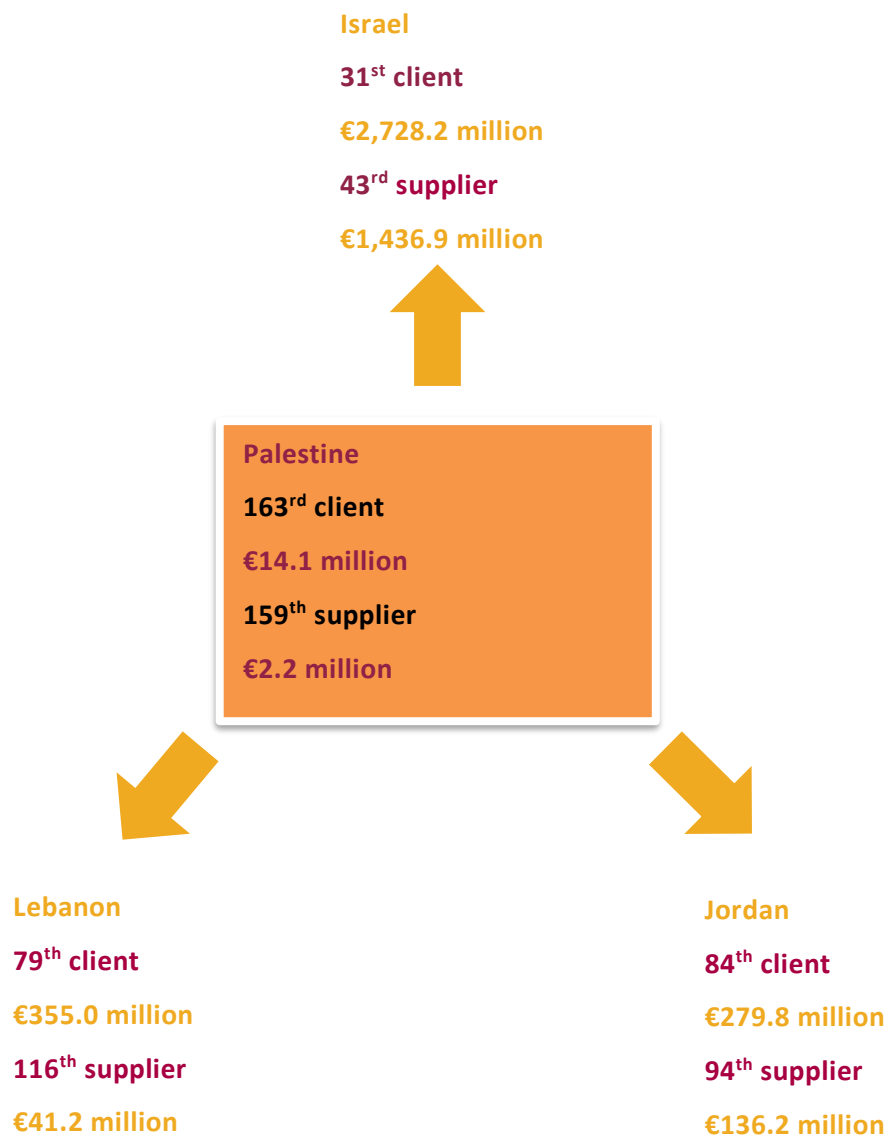 Israel
31st client
€2,728.2 million
43rd supplier
€1,436.9 million
Palestine
163rd client
€14.1 million
159th supplier
€2.2 million
Lebanon
79th client
€355.0 million
116th supplier
€41.2 million
Jordan
84th client
€279.8 million
94th supplier
€136.2 million